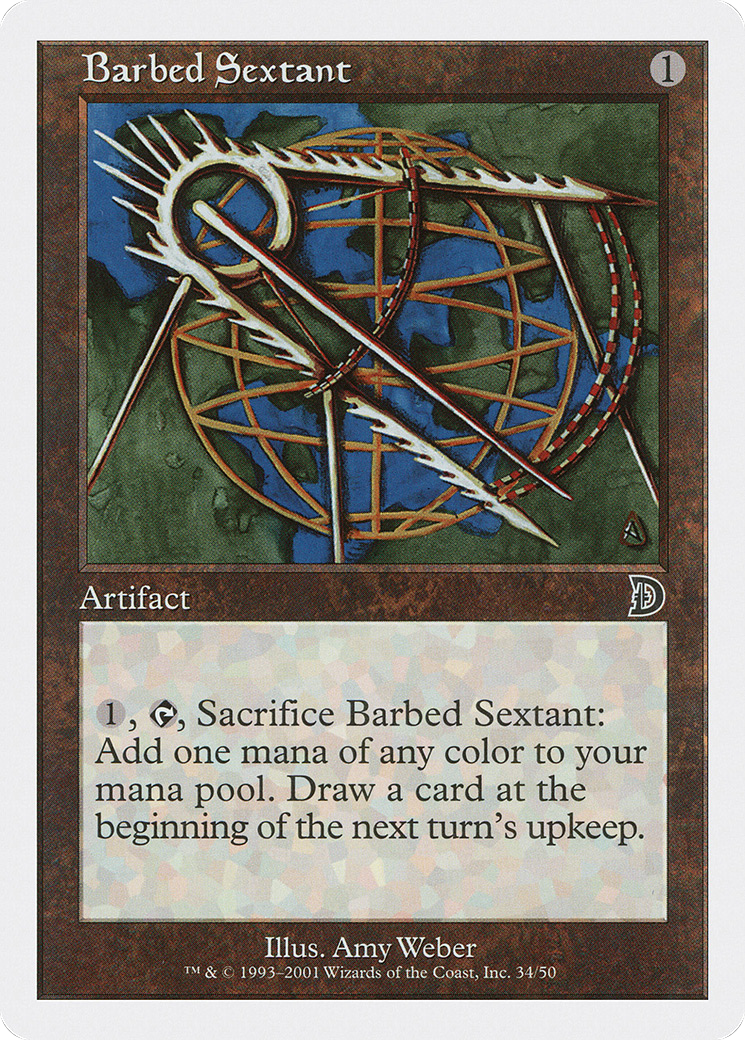 Barbed Sextant 1
Artifact
1, , Sacrifice Barbed Sextant:
Add one mana of any color to your
mana pool. Draw a card at the
beginning of the next turn's upkeep.
Illus. Amy Weber
™ & © 1993–2001 Wizards of the Coast, Inc. 34/50